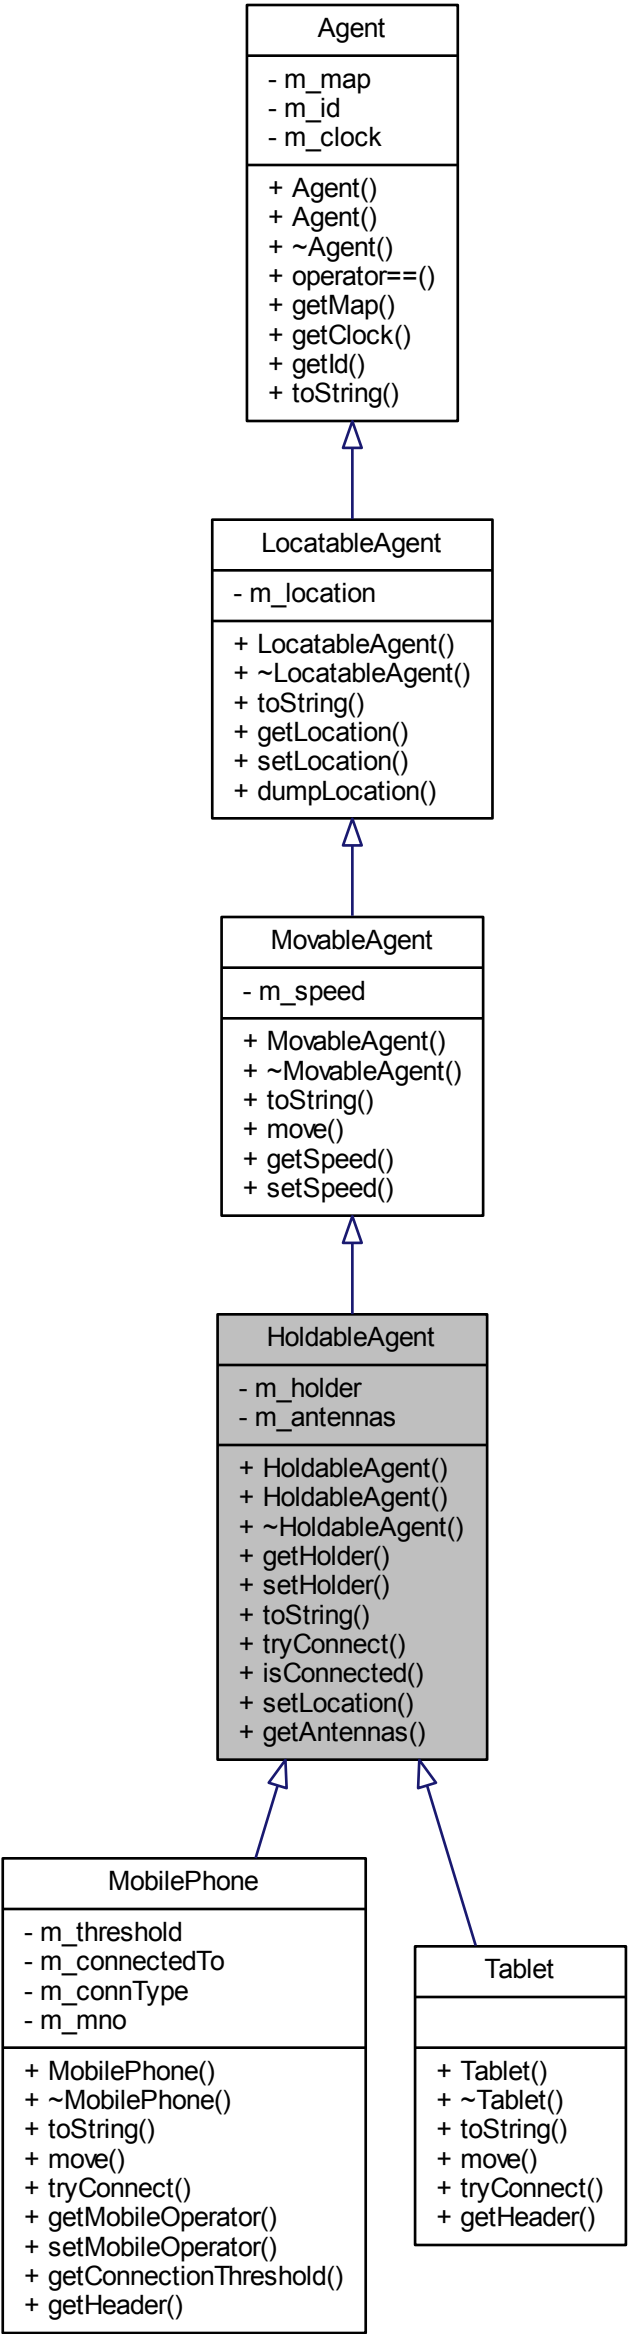 Agent
- m_map
- m_id
- m_clock
+ Agent()
+ Agent()
+ ~Agent()
+ operator==()
+ getMap()
+ getClock()
+ getId()
+ toString()
LocatableAgent
- m_location
+ LocatableAgent()
+ ~LocatableAgent()
+ toString()
+ getLocation()
+ setLocation()
+ dumpLocation()
MovableAgent
- m_speed
+ MovableAgent()
+ ~MovableAgent()
+ toString()
+ move()
+ getSpeed()
+ setSpeed()
HoldableAgent
- m_holder
- m_antennas
+ HoldableAgent()
+ HoldableAgent()
+ ~HoldableAgent()
+ getHolder()
+ setHolder()
+ toString()
+ tryConnect()
+ isConnected()
+ setLocation()
+ getAntennas()
MobilePhone
- m_threshold
- m_connectedTo
- m_connType
- m_mno
+ MobilePhone()
+ ~MobilePhone()
+ toString()
+ move()
+ tryConnect()
+ getMobileOperator()
+ setMobileOperator()
+ getConnectionThreshold()
+ getHeader()
Tablet
+ Tablet()
+ ~Tablet()
+ toString()
+ move()
+ tryConnect()
+ getHeader()